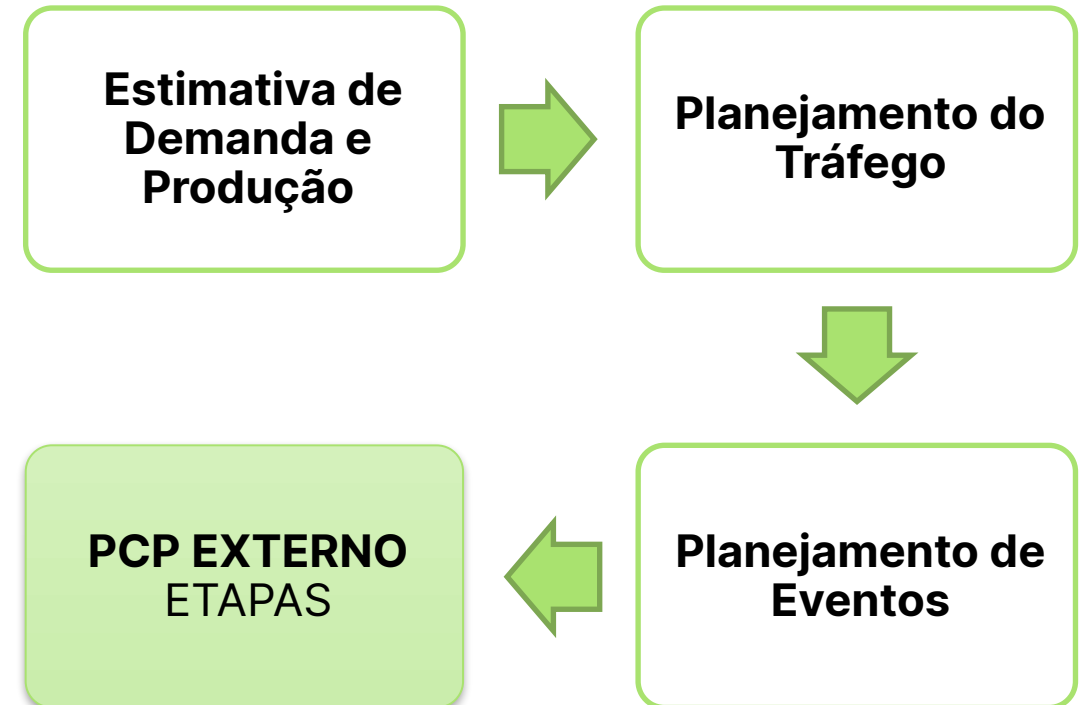 Estimativa de
Demanda e
Produção
Planejamento do
Tráfego
PCP EXTERNO
ETAPAS
Planejamento de
Eventos